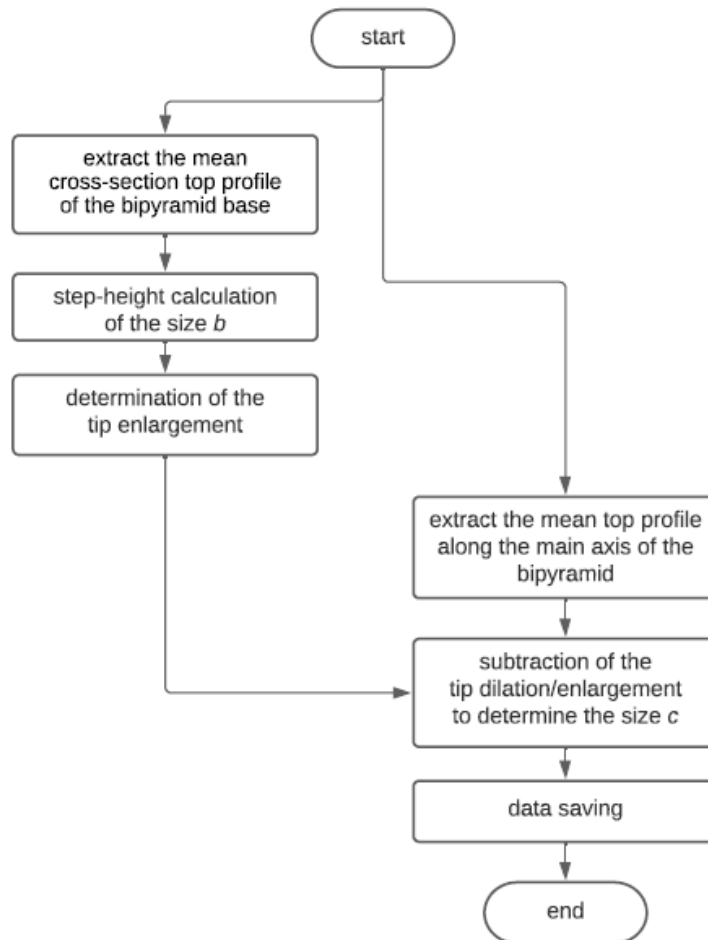 start
extract the mean
cross-section top profile
of the bipyramid base
step-height calculation
of the size b
determination of the
tip enlargement
extract the mean top profile
along the main axis of the
bipyramid
subtraction of the
tip dilation/enlargement
to determine the size c
data saving
end